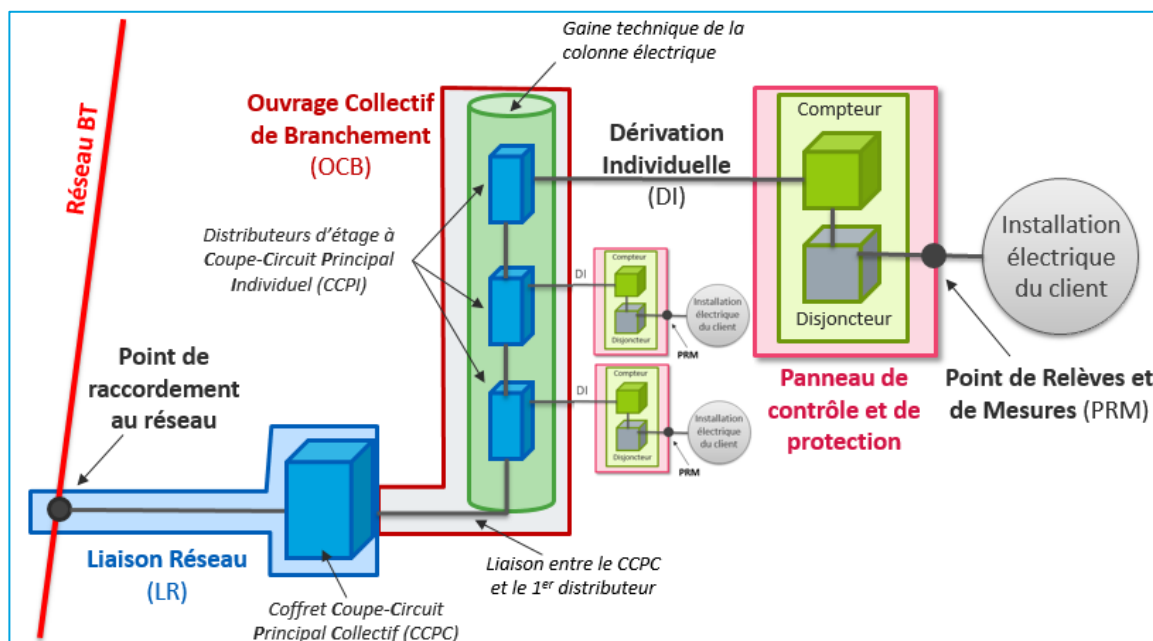 Gaine technique de la
colonne électrique
Réseau BT
Ouvrage Collectif
de Branchement
(OCB)
Dérivation
Individuelle
(DI)
Compteur
Disjoncteur
Installation
électrique
du client
Distributeurs d'étage à
Coupe-Circuit Principal
Individuel (CCPI)
DI
Compteur
Disjoncteur
PRM
Installation
électrique
du client
DI
Compteur
Disjoncteur
PRM
Installation
électrique
du client
Point de
raccordement
au réseau
Panneau de
contrôle et de
protection
Point de Relèves et
de Mesures (PRM)
Liaison Réseau
(LR)
Liaison entre le CCPC
et le 1er distributeur
Coffret Coupe-Circuit
Principal Collectif (CCPC)